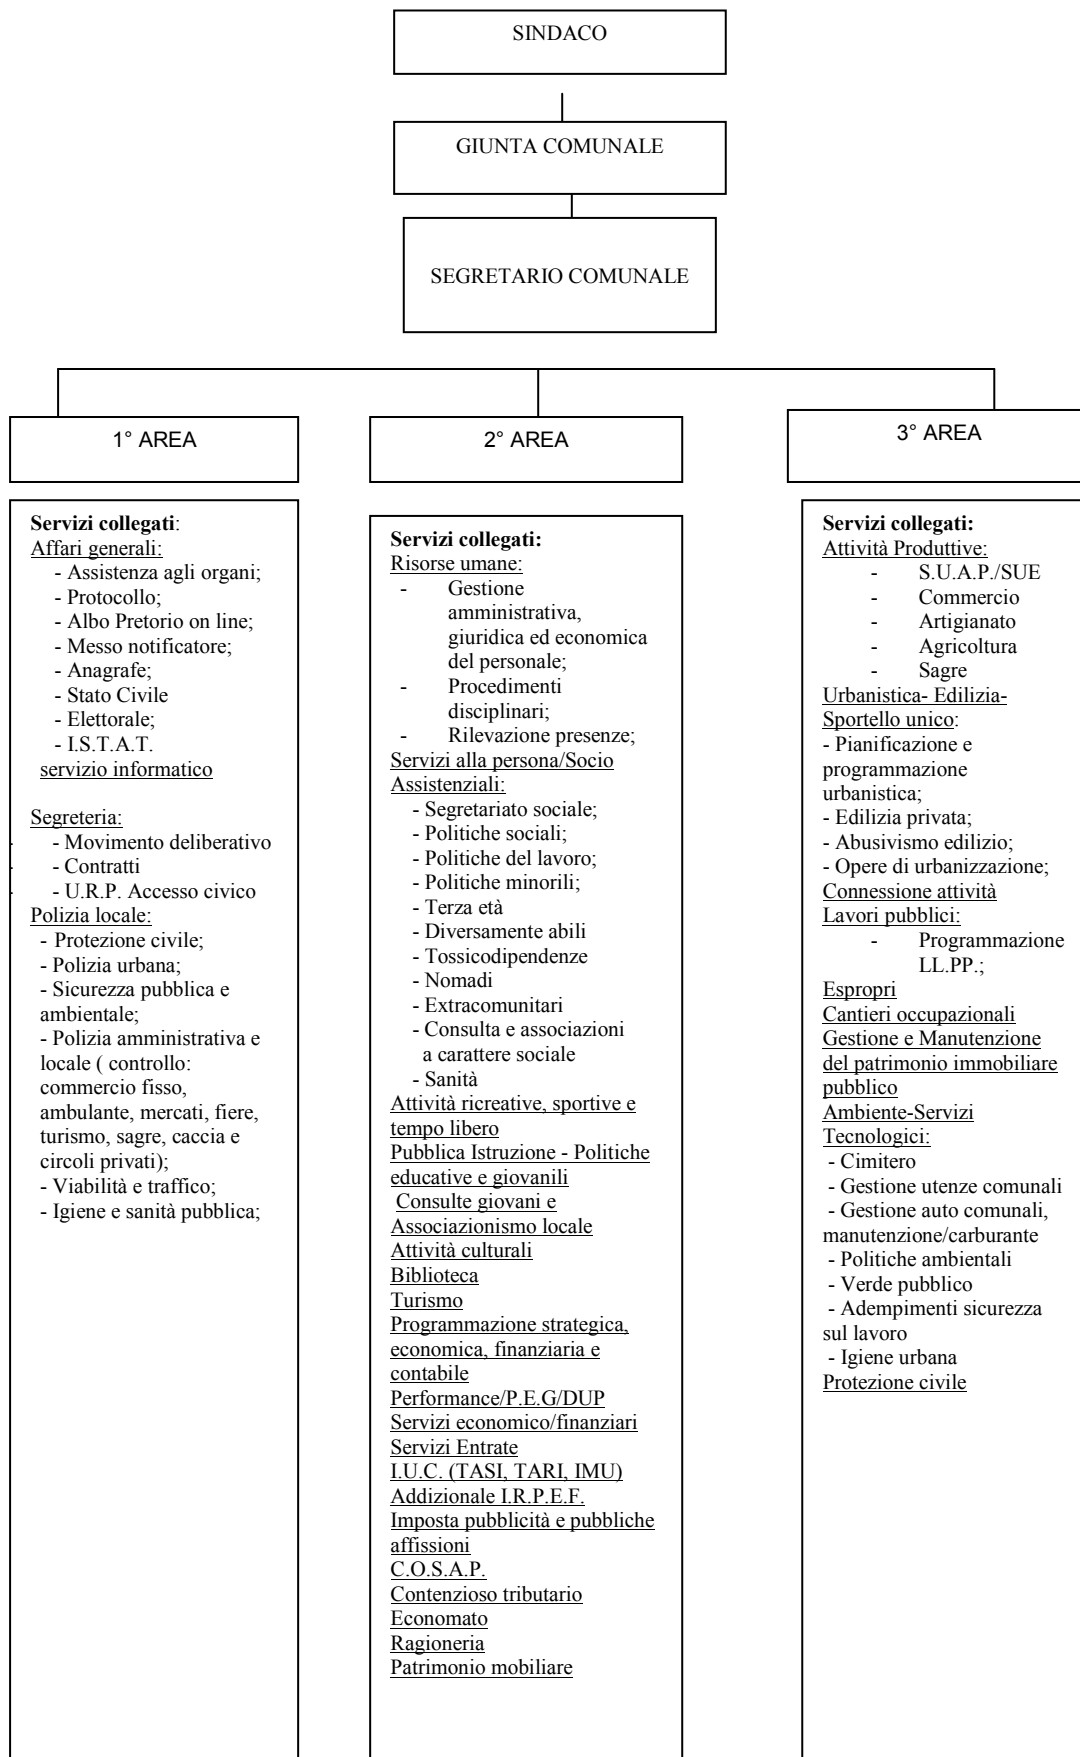 SINDACO
GIUNTA COMUNALE
SEGRETARIO COMUNALE
1° AREA
2° AREA
3° AREA
Servizi collegati:
Affari generali:
- Assistenza agli organi;
- Protocollo;
- Albo Pretorio on line;
- Messo notificatore;
- Anagrafe;
- Stato Civile
- Elettorale;
- I.S.T.A.T.
servizio informatico
Segreteria:
- - Movimento deliberativo
- - Contratti
- - U.R.P. Accesso civico
Polizia locale:
- Protezione civile;
- Polizia urbana;
- Sicurezza pubblica e
ambientale;
- Polizia amministrativa e
locale ( controllo:
commercio fisso,
ambulante, mercati, fiere,
turismo, sagre, caccia e
circoli privati);
- Viabilità e traffico;
- Igiene e sanità pubblica;
Servizi collegati:
Risorse umane:
- Gestione
amministrativa,
giuridica ed economica
del personale;
- Procedimenti
disciplinari;
- Rilevazione presenze;
Servizi alla persona/Socio
Assistenziali:
- Segretariato sociale;
- Politiche sociali;
- Politiche del lavoro;
- Politiche minorili;
- Terza età
- Diversamente abili
- Tossicodipendenze
- Nomadi
- Extracomunitari
- Consulta e associazioni
a carattere sociale
- Sanità
Attività ricreative, sportive e
tempo libero
Pubblica Istruzione - Politiche
educative e giovanili
Consulte giovani e
Associazionismo locale
Attività culturali
Biblioteca
Turismo
Programmazione strategica,
economica, finanziaria e
contabile
Performance/P.E.G/DUP
Servizi economico/finanziari
Servizi Entrate
I.U.C. (TASI, TARI, IMU)
Addizionale I.R.P.E.F.
Imposta pubblicità e pubbliche
affissioni
C.O.S.A.P.
Contenzioso tributario
Economato
Ragioneria
Patrimonio mobiliare
Servizi collegati:
Attività Produttive:
- S.U.A.P./SUE
- Commercio
- Artigianato
- Agricoltura
- Sagre
Urbanistica- Edilizia-
Sportello unico:
- Pianificazione e
programmazione
urbanistica;
- Edilizia privata;
- Abusivismo edilizio;
- Opere di urbanizzazione;
Connessione attività
Lavori pubblici:
- Programmazione
LL.PP.;
Espropri
Cantieri occupazionali
Gestione e Manutenzione
del patrimonio immobiliare
pubblico
Ambiente-Servizi
Tecnologici:
- Cimitero
- Gestione utenze comunali
- Gestione auto comunali,
manutenzione/carburante
- Politiche ambientali
- Verde pubblico
- Adempimenti sicurezza
sul lavoro
- Igiene urbana
Protezione civile